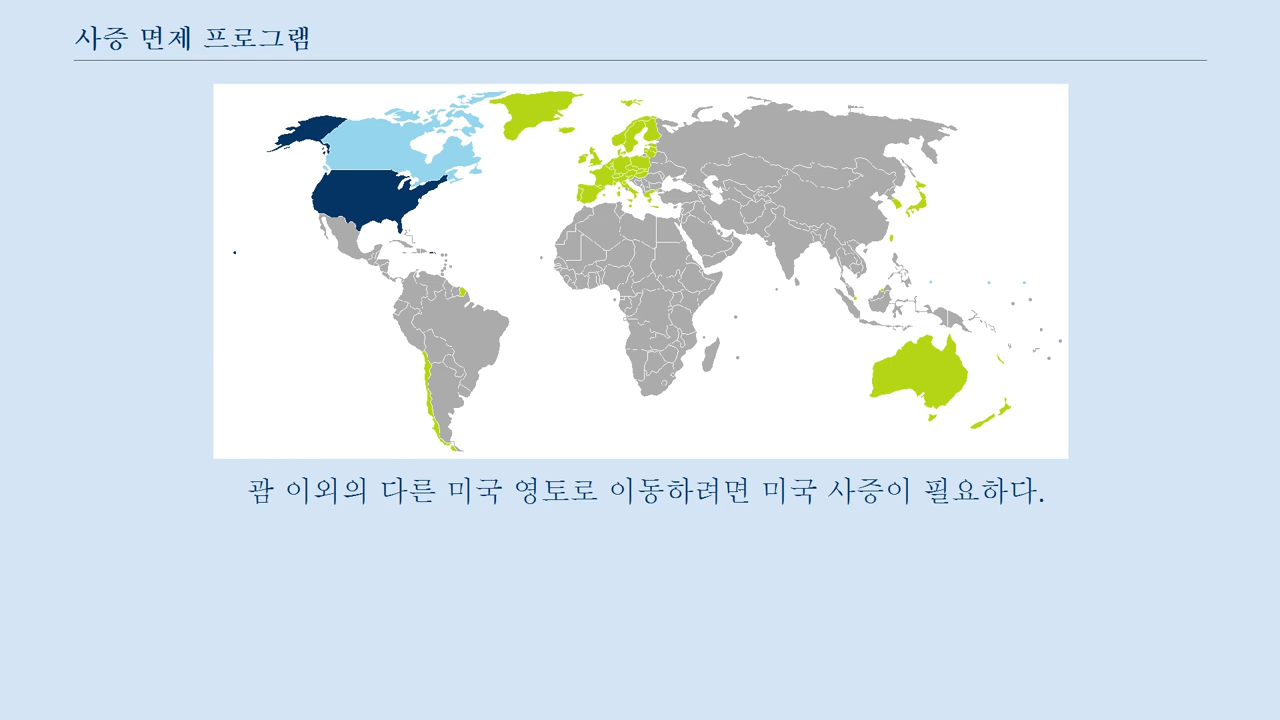 사증 면제 프로그램
괌 이외의 다른 미국 영토로 이동하려면 미국 사증이 필요하다.